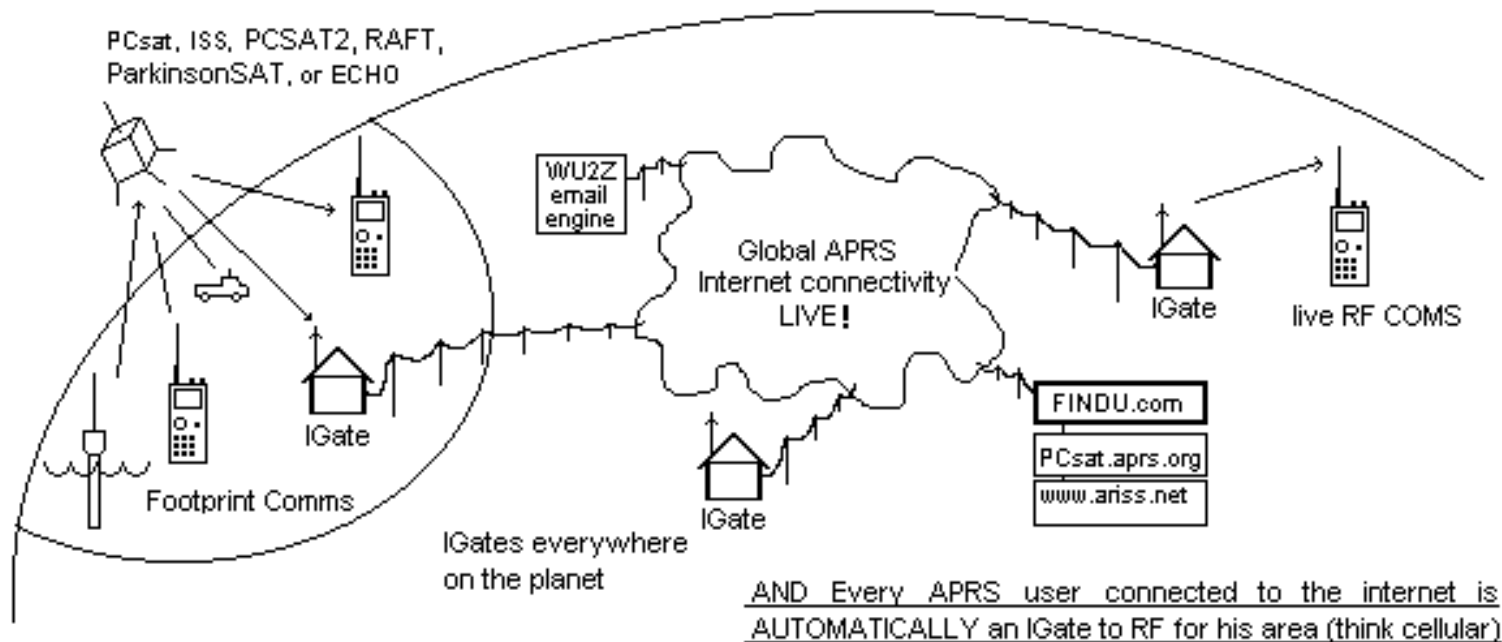 PCsat, ISS, PCSAT2, RAFT,
ParkinsonSAT, or ECHO
WU2Z
email
engine
Global APRS
Internet connectivity
LIVE!
IGate
live RF COMS
IGate
Footprint Comms
FINDU.com
PCsat.aprs.org
www.ariss.net
IGate
IGates everywhere
on the planet
AND Every APRS user connected to the internet is
AUTOMATICALLY an IGate to RF for his area (think cellular)